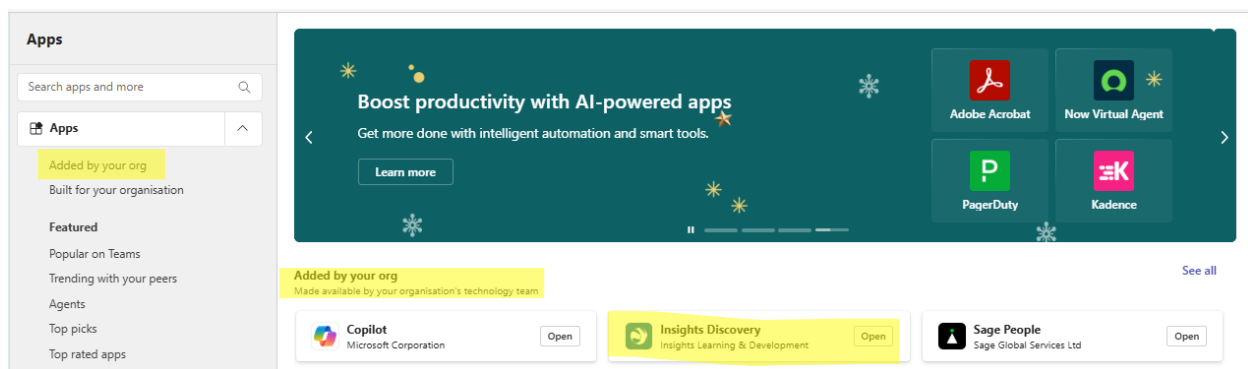 Apps
Search apps and more
Apps
Added by your org
Built for your organisation
Featured
Popular on Teams
Trending with your peers
Agents
Top picks
Top rated apps
Boost productivity with AI-powered apps
Get more done with intelligent automation and smart tools.
Learn more
Adobe Acrobat
Now Virtual Agent
PagerDuty
Kadence
Added by your org
See all
Made available by your organisation's technology team
Copilot
Microsoft Corporation
Open
Insights Discovery
Insights Learning & Development
Open
Sage People
Sage Global Services Ltd
Open